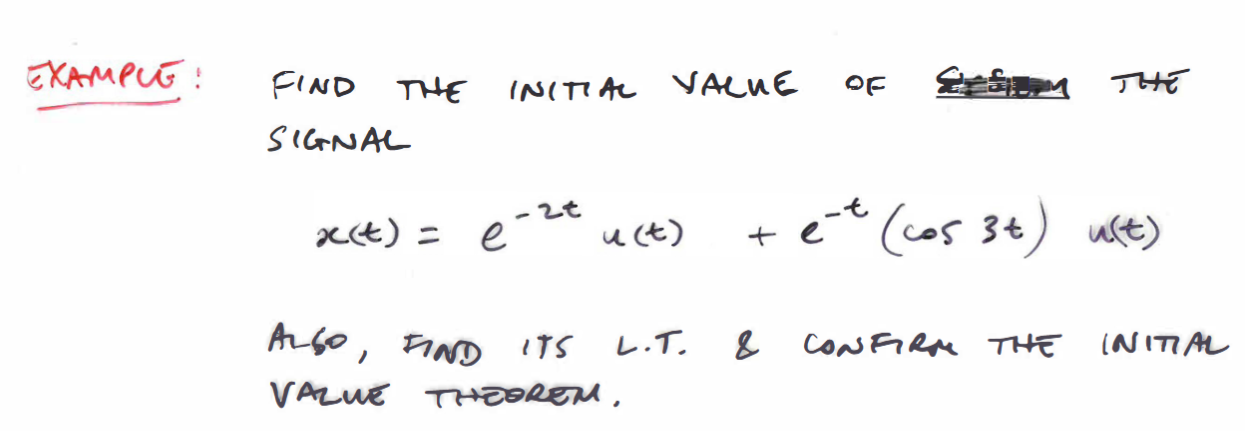 EXAMPLE: FIND THE INITIAL VALUE OF THE
SIGNAL
x(t) = e^{-2t} u(t) + e^{-t} (cos 3t) u(t)
ALSO, FIND ITS L.T. & CONFIRM THE INITIAL
VALUE THEOREM.